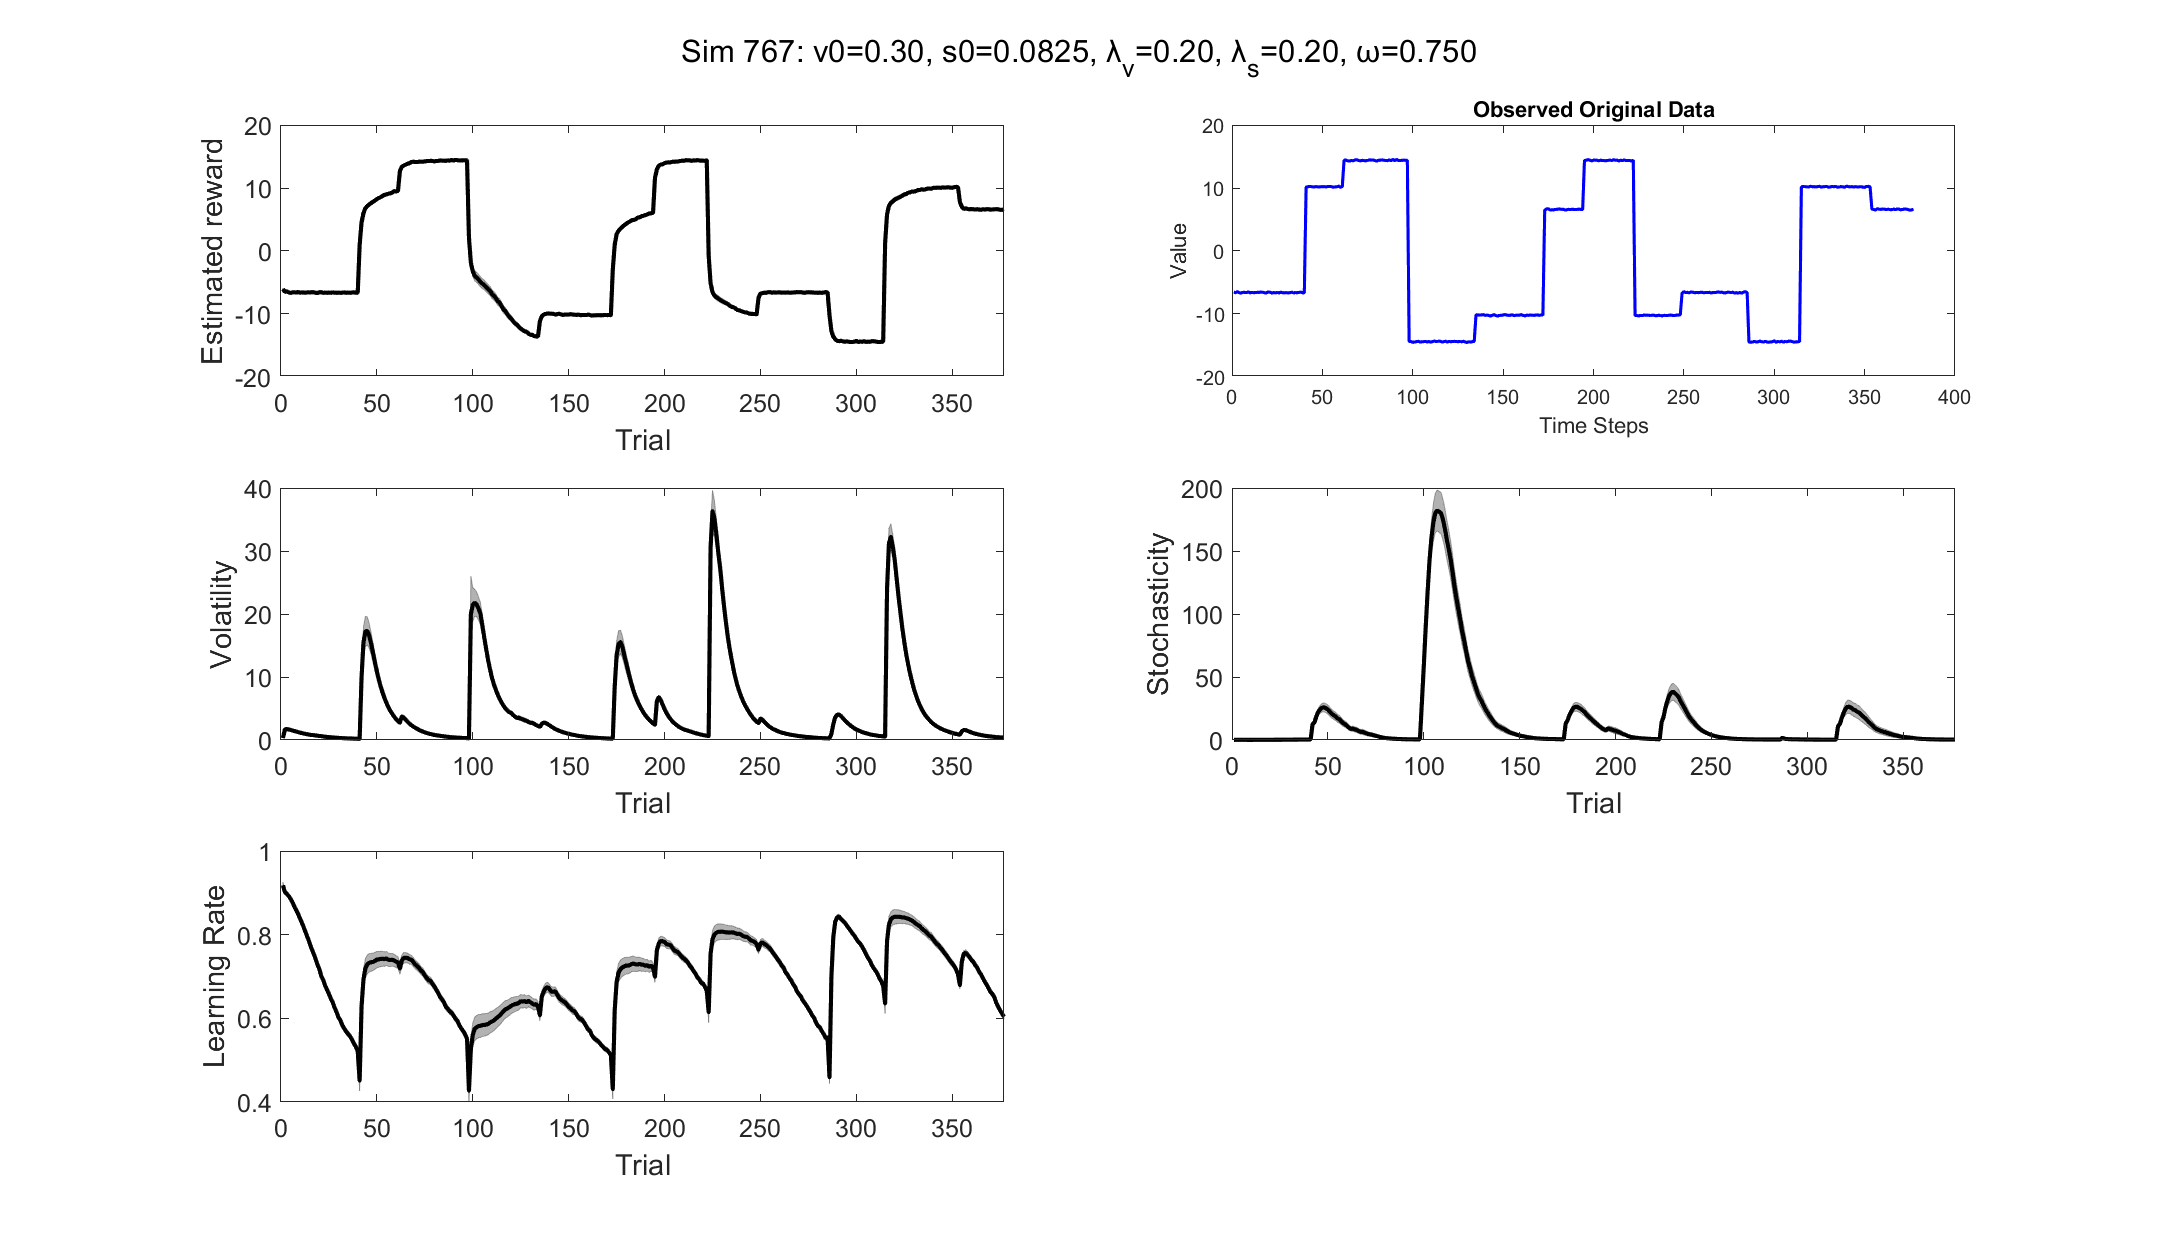 Sim 767: v0=0.30, s0=0.0825, λv=0.20, λs=0.20, ω=0.750
20
10
0
-10
-20
Estimated reward
0 50 100 150 200 250 300 350
Trial
Observed Original Data
20
10
0
-10
-20
Value
0 50 100 150 200 250 300 350 400
Time Steps
40
30
20
10
0
Volatility
0 50 100 150 200 250 300 350
Trial
200
150
100
50
0
Stochasticity
0 50 100 150 200 250 300 350
Trial
1
0.8
0.6
0.4
Learning Rate
0 50 100 150 200 250 300 350
Trial